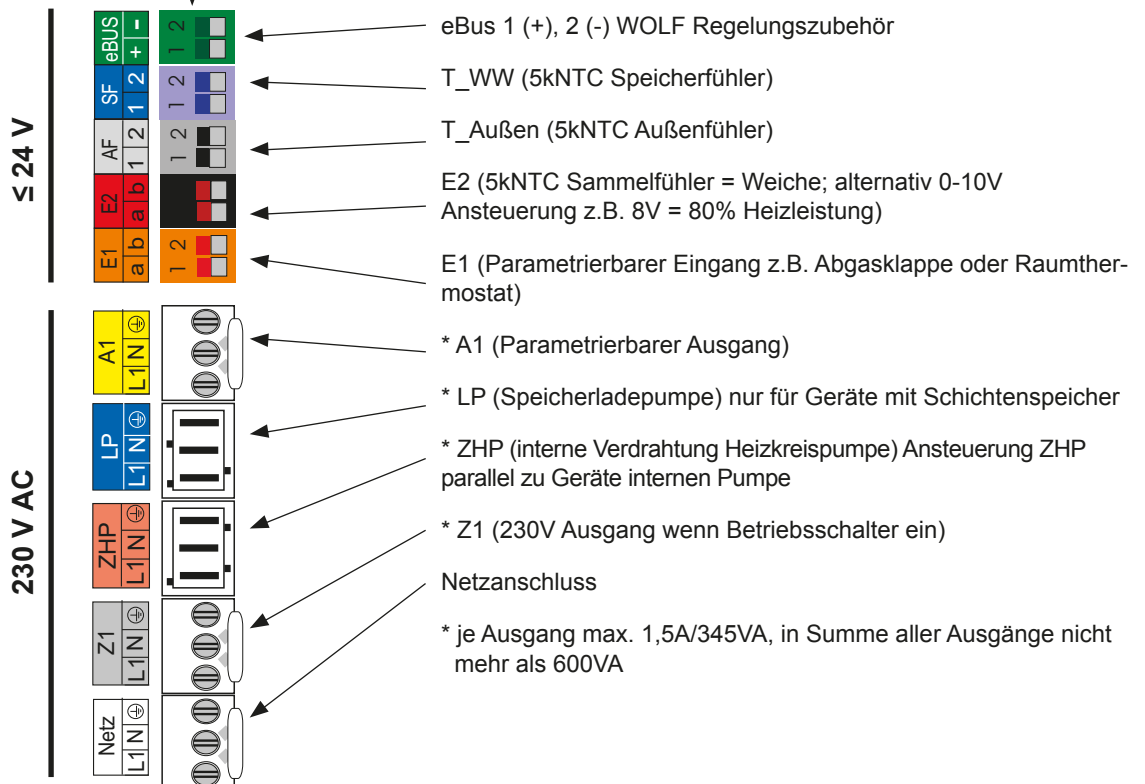 ≤ 24 V
eBUS + -
1 2
eBus 1 (+), 2 (-) WOLF Regelungszubehör
SF 1 2
1 2
T_WW (5kNTC Speicherfühler)
AF 1 2
1 2
T_Außen (5kNTC Außenfühler)
E2 a b
E2 (5kNTC Sammelfühler = Weiche; alternativ 0-10V
Ansteuerung z.B. 8V = 80% Heizleistung)
E1 a b
1 2
E1 (Parametrierbarer Eingang z.B. Abgasklappe oder Raumther-
mostat)
230 V AC
A1 L1 N
* A1 (Parametrierbarer Ausgang)
LP L1 N
* LP (Speicherladepumpe) nur für Geräte mit Schichtenspeicher
ZHP L1 N
* ZHP (interne Verdrahtung Heizkreispumpe) Ansteuerung ZHP
parallel zu Geräte internen Pumpe
Z1 L1 N
* Z1 (230V Ausgang wenn Betriebsschalter ein)
Netz L1 N
Netzanschluss
* je Ausgang max. 1,5A/345VA, in Summe aller Ausgänge nicht
mehr als 600VA